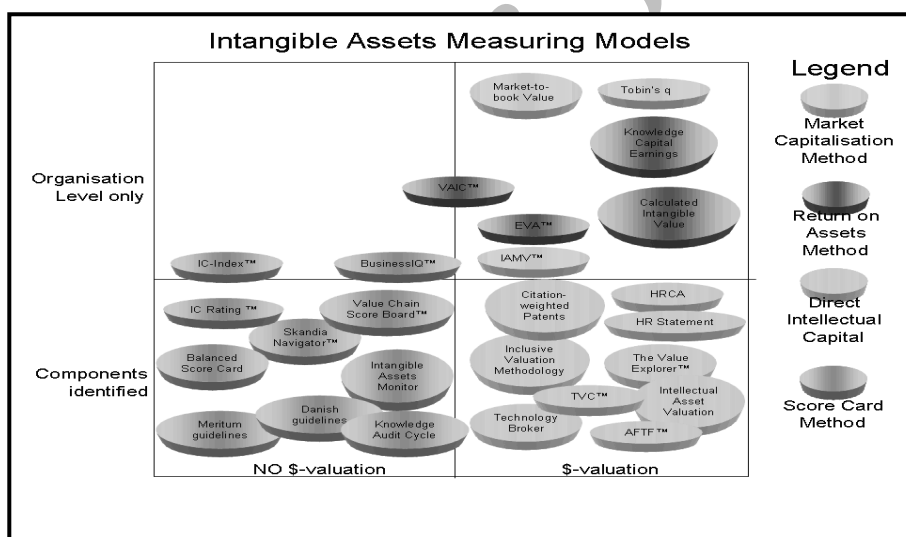 Intangible Assets Measuring Models
Organisation
Level only
Components
identified
Market-to-
book Value
Tobin's q
Knowledge
Capital
Earnings
VAIC™
Calculated
Intangible
Value
EVA™
IAMV™
IC-Index™
BusinessIQ™
IC Rating ™
Value Chain
Score Board™
Skandia
Navigator™
Balanced
Score Card
Intangible
Assets
Monitor
Meritum
guidelines
Danish
guidelines
Knowledge
Audit Cycle
Citation-
weighted
Patents
HRCA
HR Statement
Inclusive
Valuation
Methodology
The Value
Explorer™
TVC™
Intellectual
Asset
Valuation
Technology
Broker
AFTF™
NO $-valuation
$-valuation
Legend
Market
Capitalisation
Method
Return on
Assets
Method
Direct
Intellectual
Capital
Score Card
Method